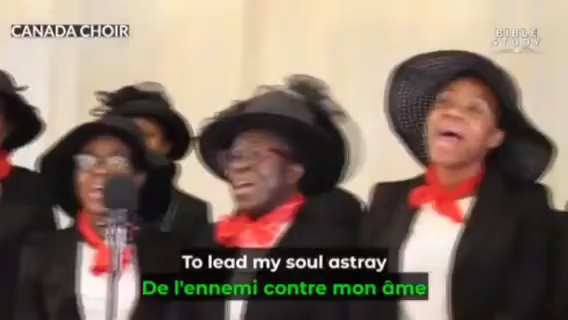 CANADA CHOIR
BIBLE
STUDY
To lead my soul astray
De l'ennemi contre mon âme